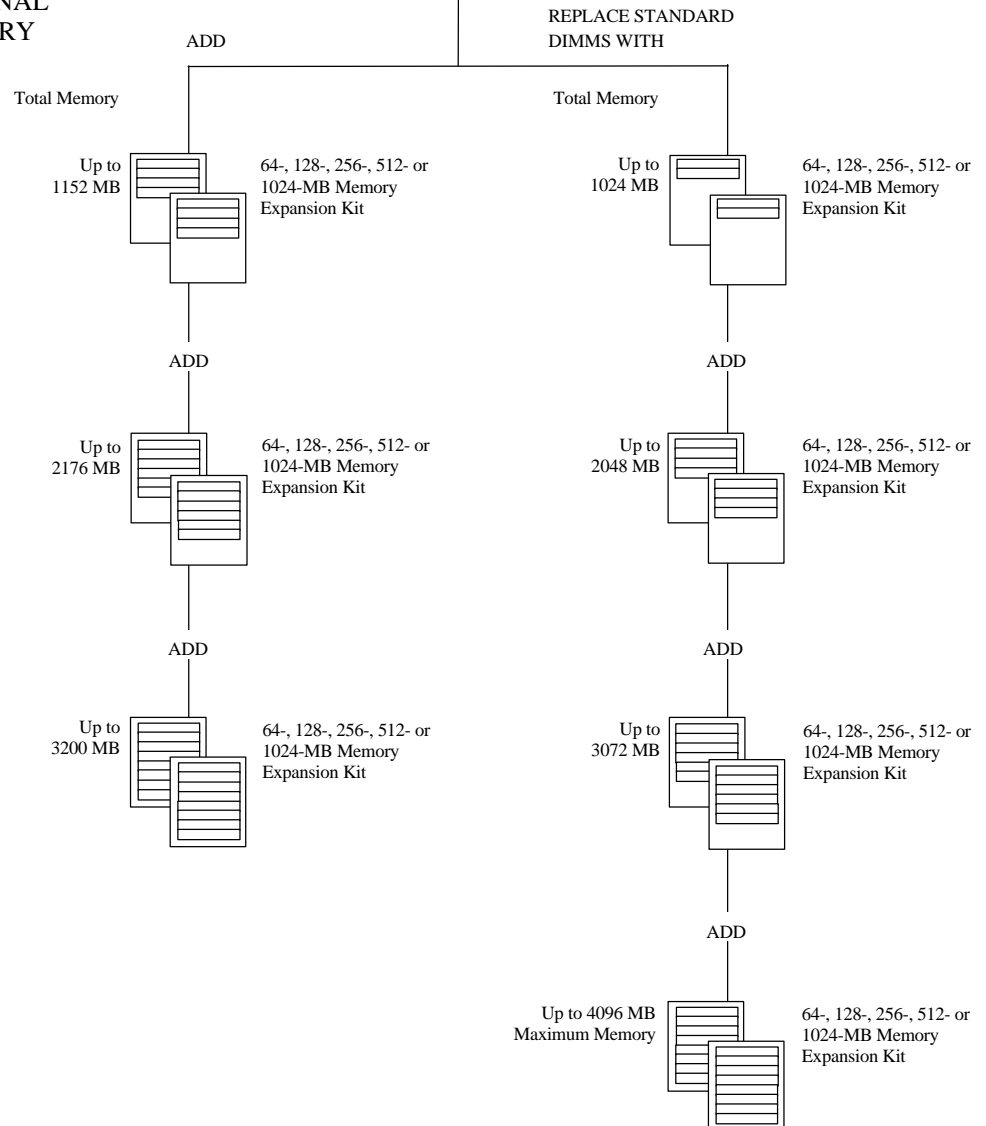 NAL
RY
ADD
REPLACE STANDARD
DIMMS WITH
Total Memory
Total Memory
Up to
1152 MB
64-, 128-, 256-, 512- or
1024-MB Memory
Expansion Kit
Up to
1024 MB
64-, 128-, 256-, 512- or
1024-MB Memory
Expansion Kit
ADD
ADD
Up to
2176 MB
64-, 128-, 256-, 512- or
1024-MB Memory
Expansion Kit
Up to
2048 MB
64-, 128-, 256-, 512- or
1024-MB Memory
Expansion Kit
ADD
ADD
Up to
3200 MB
64-, 128-, 256-, 512- or
1024-MB Memory
Expansion Kit
Up to
3072 MB
64-, 128-, 256-, 512- or
1024-MB Memory
Expansion Kit
ADD
Up to 4096 MB
Maximum Memory
64-, 128-, 256-, 512- or
1024-MB Memory
Expansion Kit